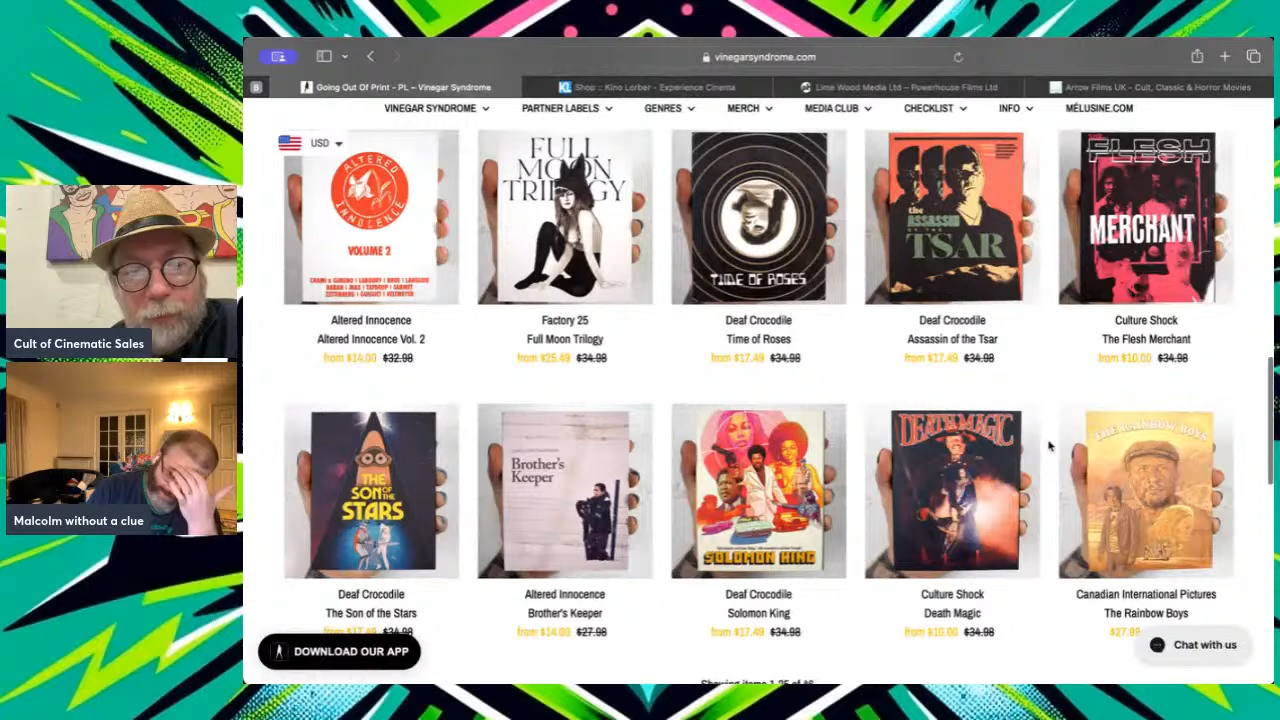 vinegarsyndrome.com
B
Going Out Of Print - PL – Vinegar Syndrome
KL
Shop :: Kino Lorber - Experience Cinema
Lime Wood Media Ltd – Powerhouse Films Ltd
Arrow Films UK - Cult, Classic & Horror Movies
VINEGAR SYNDROME
PARTNER LABELS
GENRES
MERCH
MEDIA CLUB
CHECKLIST
INFO
MÉLUSINE.COM
USD
ALTERED
INNOCENCE
VOLUME 2
FULL
MOON
TRILOGY
TIME OF ROSES
the
ASSASSIN
OF THE
TSAR
THE
FLESH
MERCHANT
Altered Innocence
Altered Innocence Vol. 2
from $14.00 $32.98
Factory 25
Full Moon Trilogy
from $25.49 $34.98
Deaf Crocodile
Time of Roses
from $17.49 $34.98
Deaf Crocodile
Assassin of the Tsar
from $17.49 $34.98
Culture Shock
The Flesh Merchant
from $10.00 $34.98
Cult of Cinematic Sales
Malcolm without a clue
THE
SON OF THE
STARS
Brother's
Keeper
SOLOMON KING
DEATH MAGIC
THE RAINBOW BOYS
Deaf Crocodile
The Son of the Stars
from $17.49 $34.98
Altered Innocence
Brother's Keeper
from $14.00 $27.98
Deaf Crocodile
Solomon King
from $17.49 $34.98
Culture Shock
Death Magic
from $10.00 $34.98
Canadian International Pictures
The Rainbow Boys
DOWNLOAD OUR APP
Chat with us